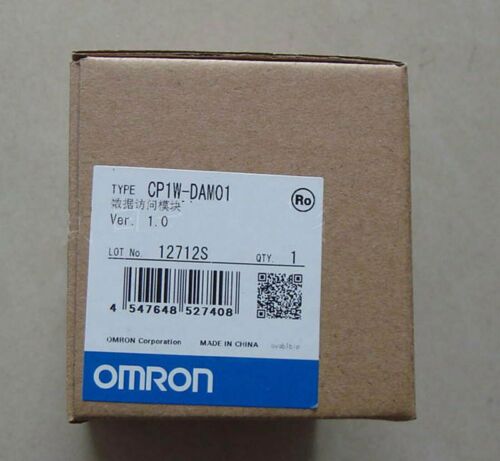 TYPE CP1W-DAM01
数据访问模块
Ver. 1.0
Ro
LOT No. 12712S QTY. 1
4 547648 527408
OMRON Corporation MADE IN CHINA
OMRON